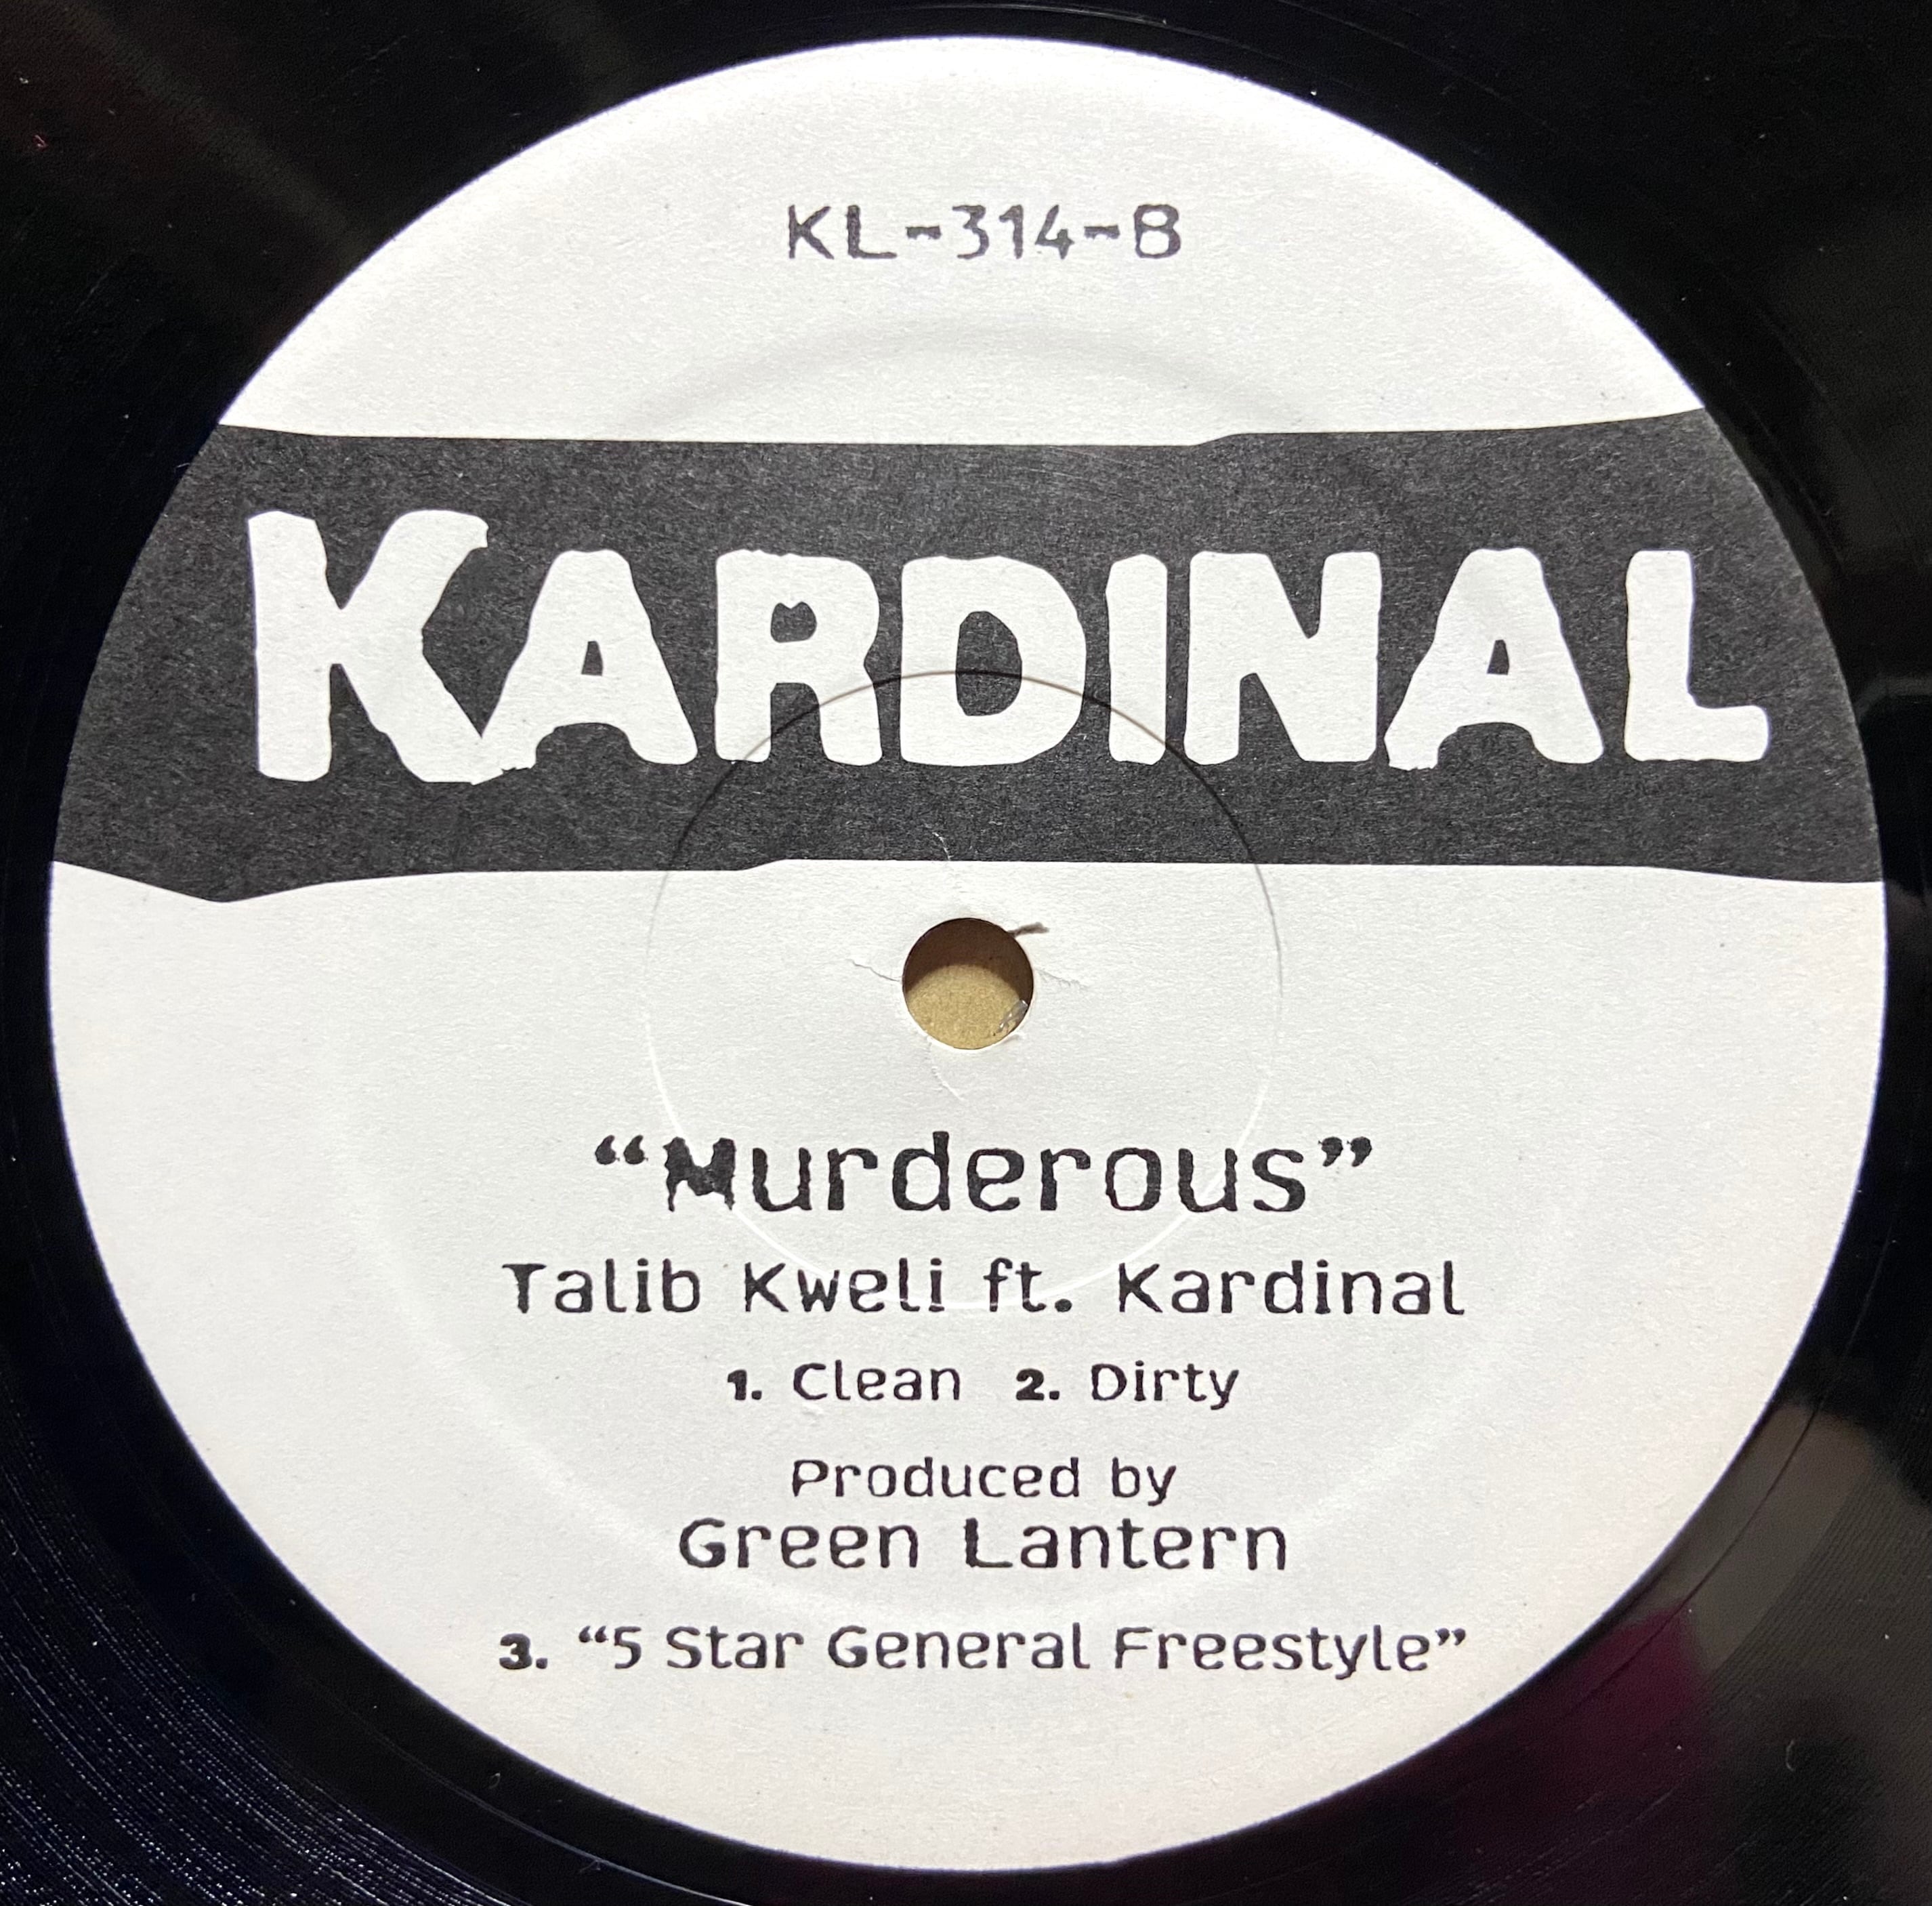 KL-314-B
KARDINAL
“Murderous”
Talib Kweli ft. Kardinal
1. Clean 2. Dirty
Produced by
Green Lantern
3. “5 Star General Freestyle”